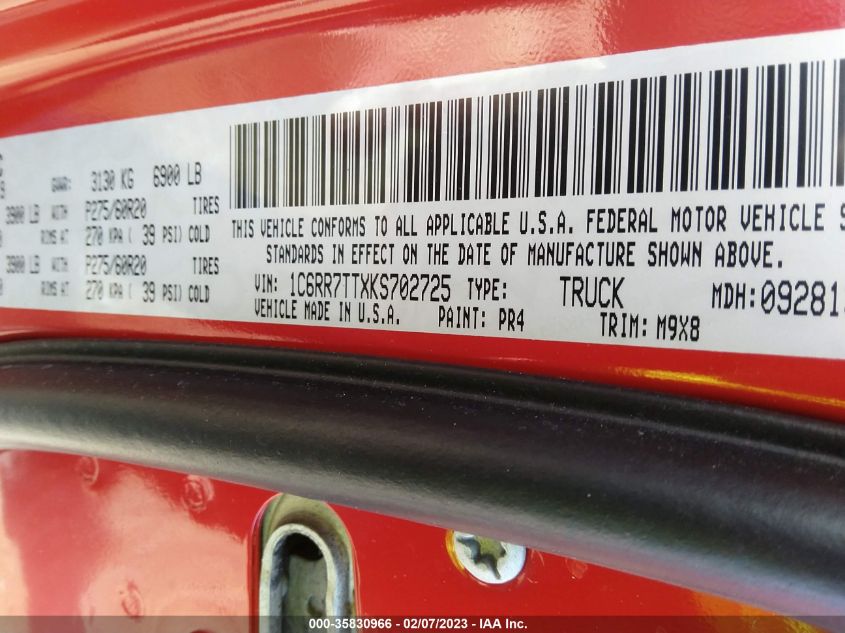 GVWR: 3130 KG 6900 LB
3900 LB WITH P275/60R20 TIRES
RIMS AT 270 KPA ( 39 PSI) COLD
3900 LB WITH P275/60R20 TIRES
RIMS AT 270 KPA ( 39 PSI) COLD
THIS VEHICLE CONFORMS TO ALL APPLICABLE U.S.A. FEDERAL MOTOR VEHICLE S
STANDARDS IN EFFECT ON THE DATE OF MANUFACTURE SHOWN ABOVE.
VIN: 1C6RR7TTXKS702725 TYPE: TRUCK MDH:09281
VEHICLE MADE IN U.S.A. PAINT: PR4 TRIM: M9X8
000-35830966 - 02/07/2023 - IAA Inc.